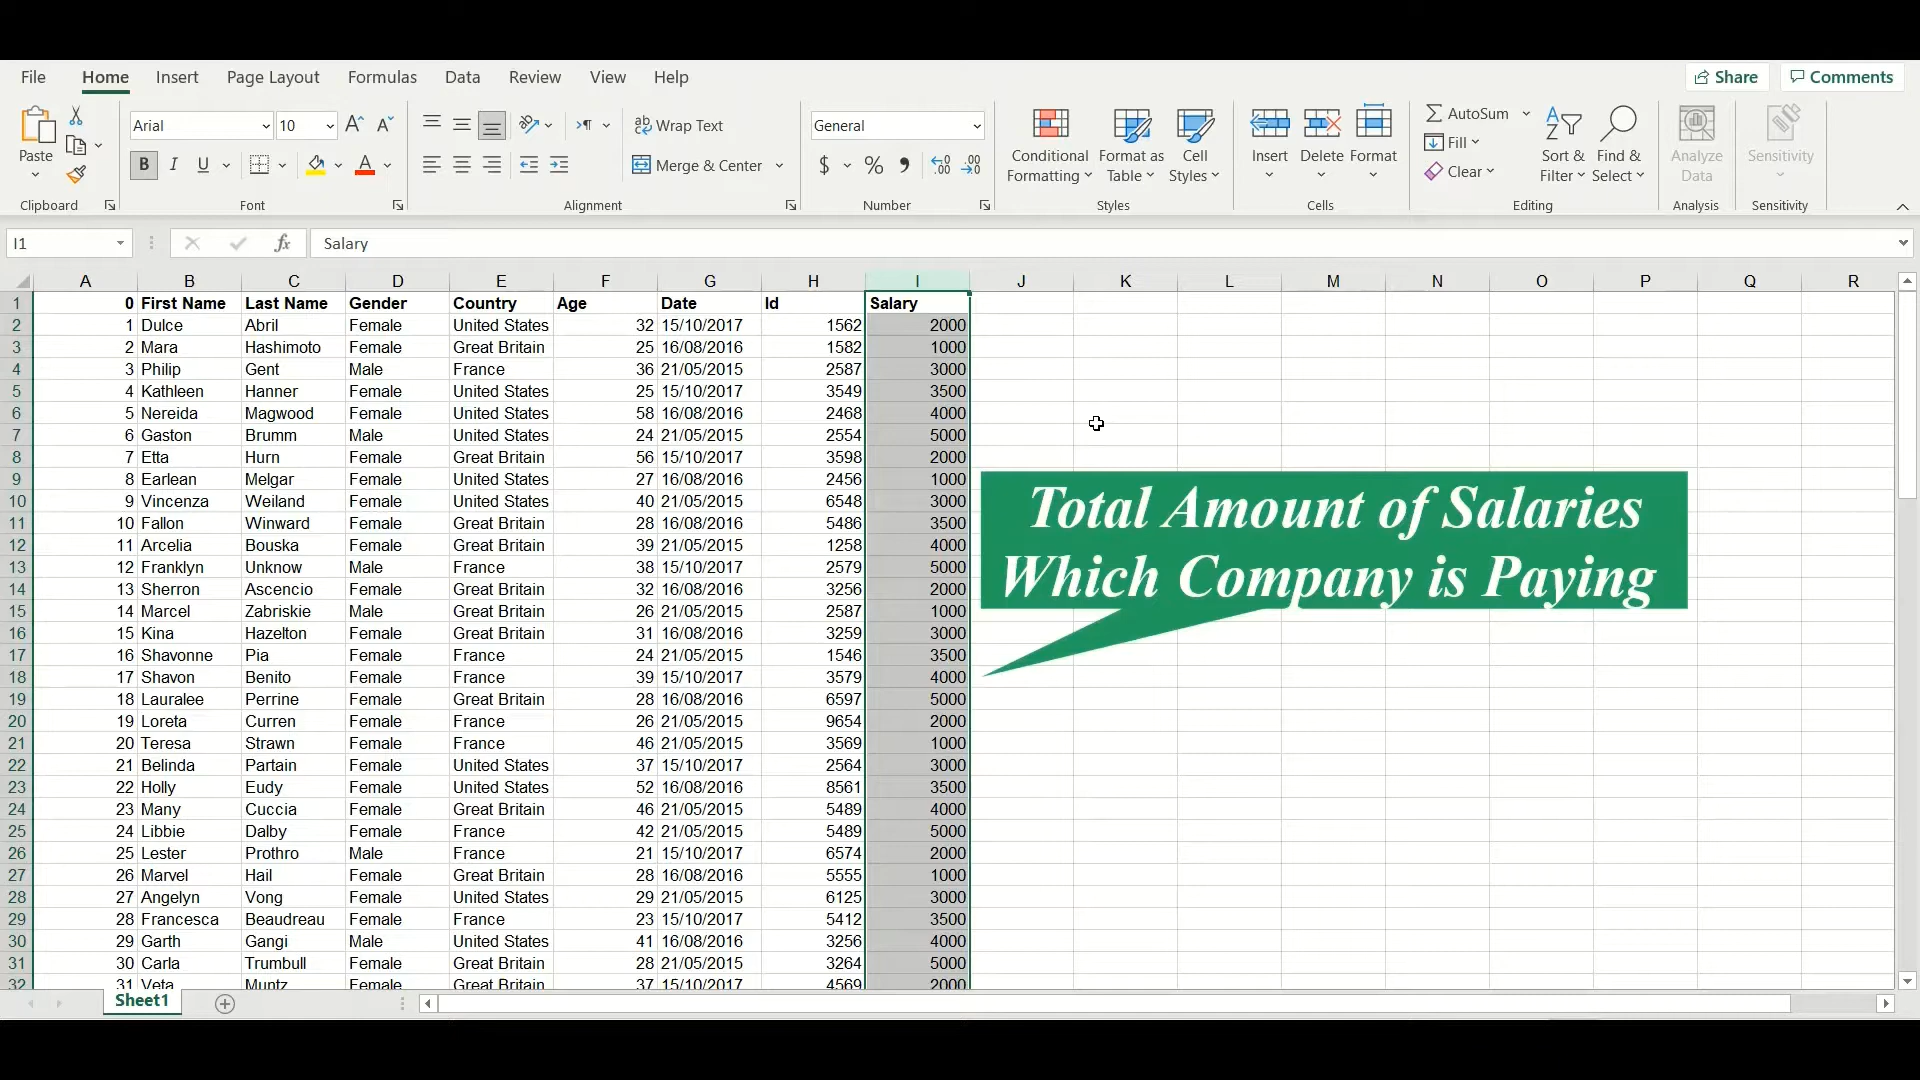 File Home Insert Page Layout Formulas Data Review View Help Share Comments
Arial 10 Wrap Text General AutoSum
Paste B I U Merge & Center $ % Conditional Formatting Format as Table Cell Styles Insert Delete Format Fill Clear Sort & Filter Find & Select Analyze Data Sensitivity
Clipboard Font Alignment Number Styles Cells Editing Analysis Sensitivity
I1 fx Salary
A B C D E F G H I J K L M N O P Q R
1 0 First Name Last Name Gender Country Age Date Id Salary
2 1 Dulce Abril Female United States 32 15/10/2017 1562 2000
3 2 Mara Hashimoto Female Great Britain 25 16/08/2016 1582 1000
4 3 Philip Gent Male France 36 21/05/2015 2587 3000
5 4 Kathleen Hanner Female United States 25 15/10/2017 3549 3500
6 5 Nereida Magwood Female United States 58 16/08/2016 2468 4000
7 6 Gaston Brumm Male United States 24 21/05/2015 2554 5000
8 7 Etta Hurn Female Great Britain 56 15/10/2017 3598 2000
9 8 Earlean Melgar Female United States 27 16/08/2016 2456 1000
10 9 Vincenza Weiland Female United States 40 21/05/2015 6548 3000
11 10 Fallon Winward Female Great Britain 28 16/08/2016 5486 3500
12 11 Arcelia Bouska Female Great Britain 39 21/05/2015 1258 4000
13 12 Franklyn Unknow Male France 38 15/10/2017 2579 5000
14 13 Sherron Ascencio Female Great Britain 32 16/08/2016 3256 2000
15 14 Marcel Zabriskie Male Great Britain 26 21/05/2015 2587 1000
16 15 Kina Hazelton Female Great Britain 31 16/08/2016 3259 3000
17 16 Shavonne Pia Female France 24 21/05/2015 1546 3500
18 17 Shavon Benito Female France 39 15/10/2017 3579 4000
19 18 Lauralee Perrine Female Great Britain 28 16/08/2016 6597 5000
20 19 Loreta Curren Female France 26 21/05/2015 9654 2000
21 20 Teresa Strawn Female France 46 21/05/2015 3569 1000
22 21 Belinda Partain Female United States 37 15/10/2017 2564 3000
23 22 Holly Eudy Female United States 52 16/08/2016 8561 3500
24 23 Many Cuccia Female Great Britain 46 21/05/2015 5489 4000
25 24 Libbie Dalby Female France 42 21/05/2015 5489 5000
26 25 Lester Prothro Male France 21 15/10/2017 6574 2000
27 26 Marvel Hail Female Great Britain 28 16/08/2016 5555 1000
28 27 Angelyn Vong Female United States 29 21/05/2015 6125 3000
29 28 Francesca Beaudreau Female France 23 15/10/2017 5412 3500
30 29 Garth Gangi Male United States 41 16/08/2016 3256 4000
31 30 Carla Trumbull Female Great Britain 28 21/05/2015 3264 5000
32 31 Veta Muntz Female Great Britain 37 15/10/2017 4569 2000
Total Amount of Salaries
Which Company is Paying
Sheet1